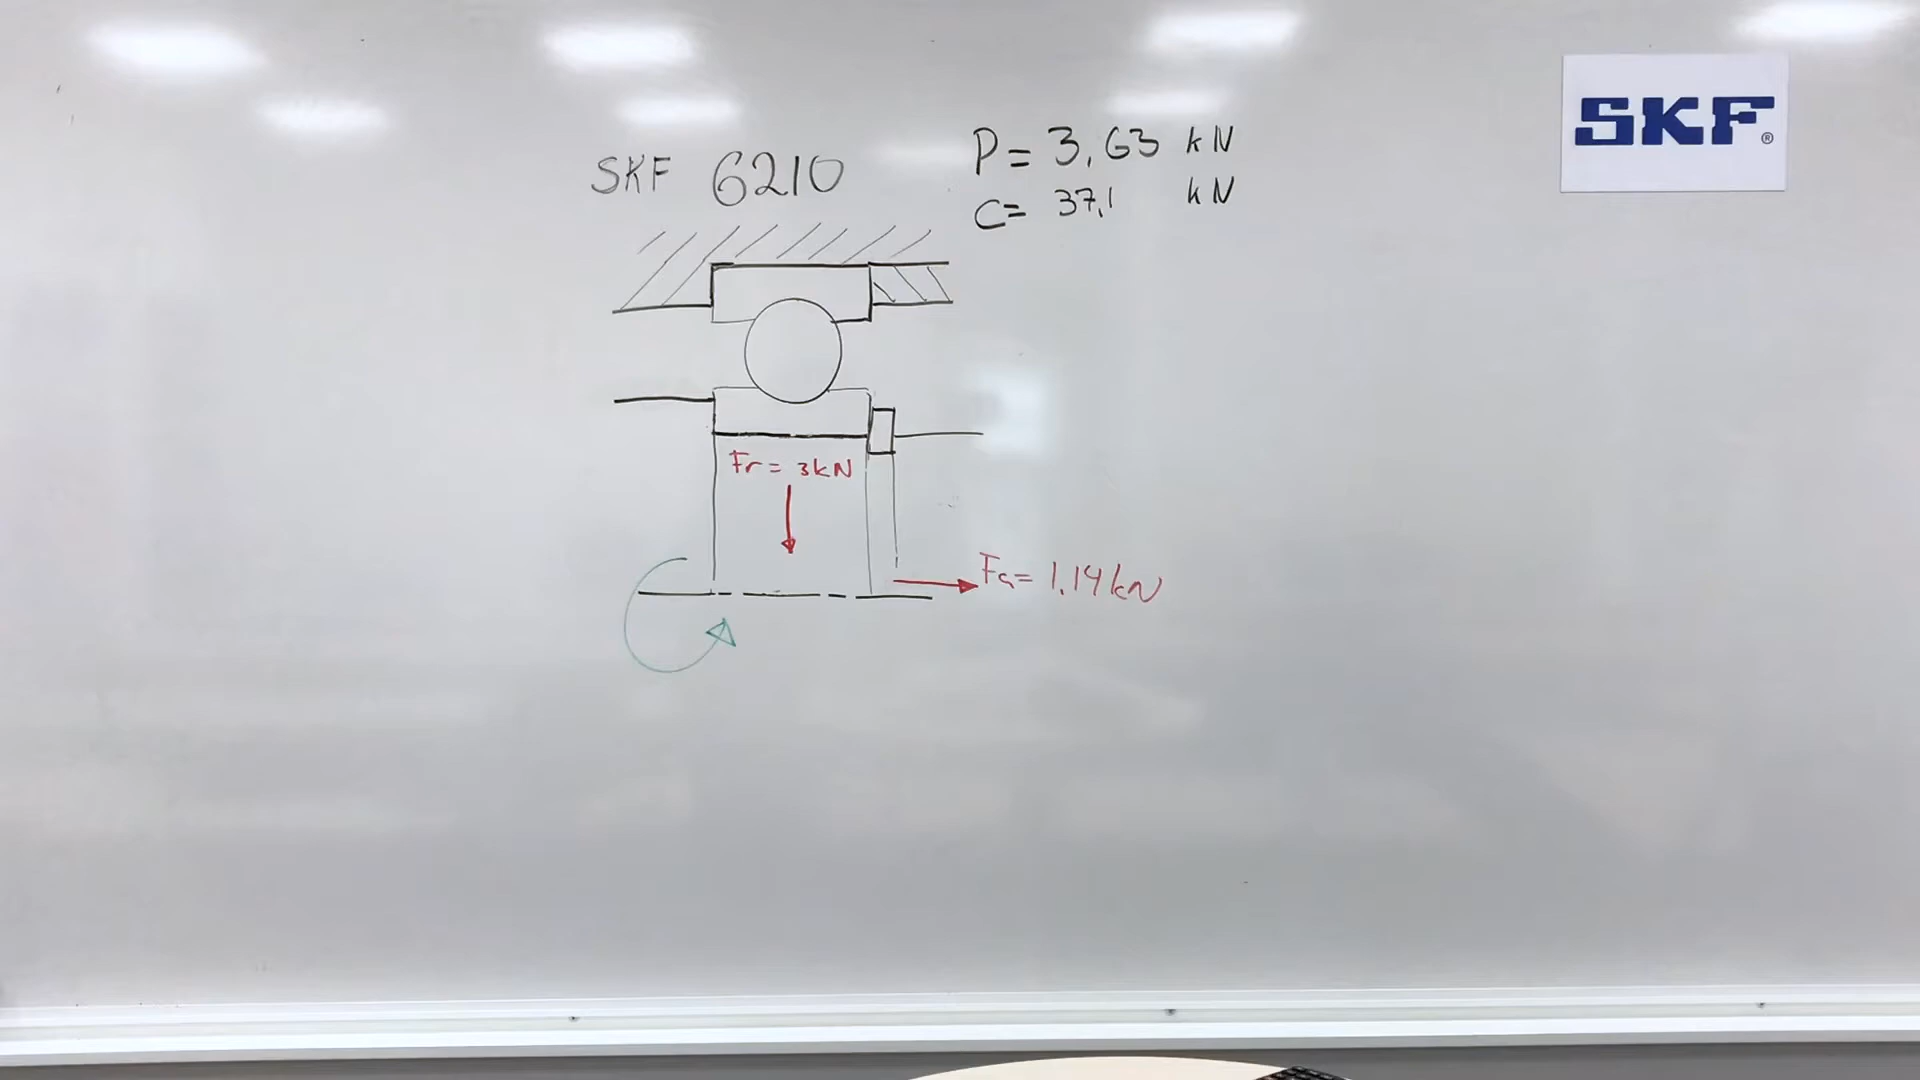 SKF®
SKF 6210
P= 3,63 kN
C= 37,1 kN
Fr= 3kN
Fa= 1.14kN